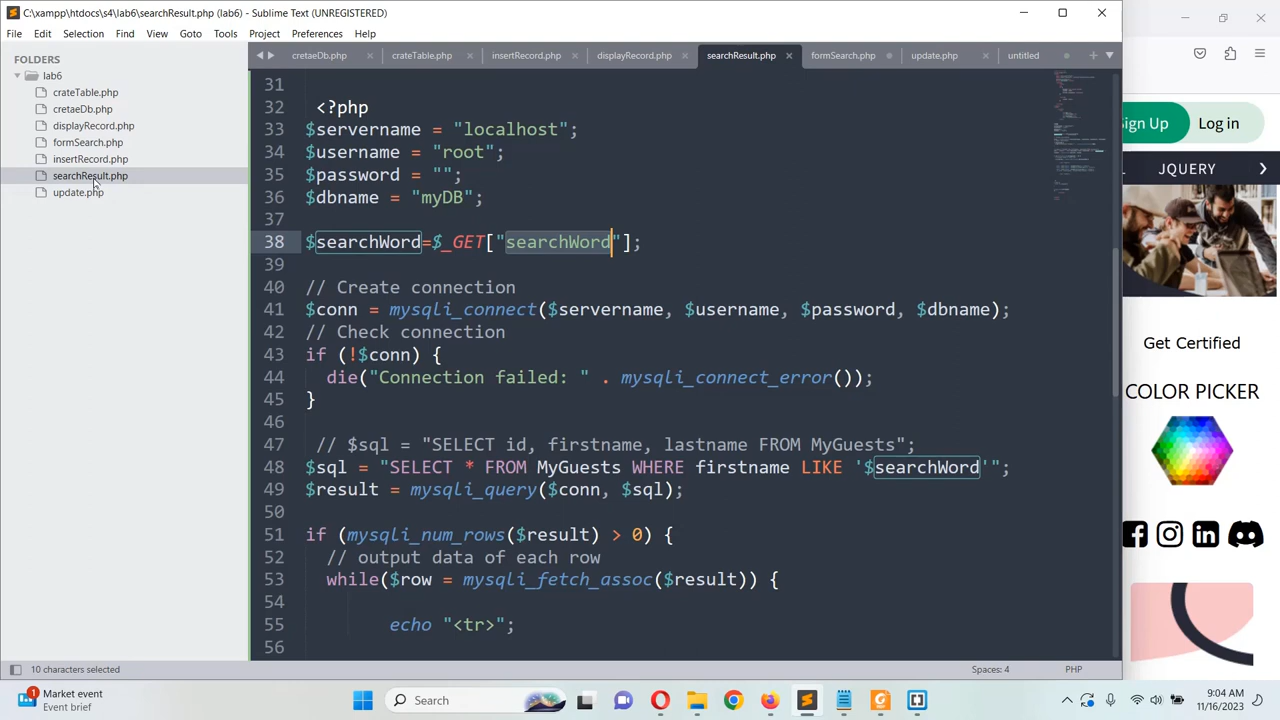 C:\xampp\htdocs\s4\lab6\searchResult.php (lab6) - Sublime Text (UNREGISTERED)
File Edit Selection Find View Goto Tools Project Preferences Help
FOLDERS
lab6
crateTable.php
cretaeDb.php
displayRecord.php
formSearch.php
insertRecord.php
searchResult.php
update.php
cretaeDb.php crateTable.php insertRecord.php displayRecord.php searchResult.php formSearch.php update.php untitled
31
32 <?php
33 $servername = "localhost";
34 $username = "root";
35 $password = "";
36 $dbname = "myDB";
37
38 $searchWord=$_GET["searchWord"];
39
40 // Create connection
41 $conn = mysqli_connect($servername, $username, $password, $dbname);
42 // Check connection
43 if (!$conn) {
44 die("Connection failed: " . mysqli_connect_error());
45 }
46
47 // $sql = "SELECT id, firstname, lastname FROM MyGuests";
48 $sql = "SELECT * FROM MyGuests WHERE firstname LIKE '$searchWord'";
49 $result = mysqli_query($conn, $sql);
50
51 if (mysqli_num_rows($result) > 0) {
52 // output data of each row
53 while($row = mysqli_fetch_assoc($result)) {
54
55 echo "<tr>";
56
10 characters selected
Spaces: 4 PHP
Sign Up Log in
L JQUERY
Get Certified
COLOR PICKER
1
Market event
Event brief
Search
9:04 AM
11/16/2023